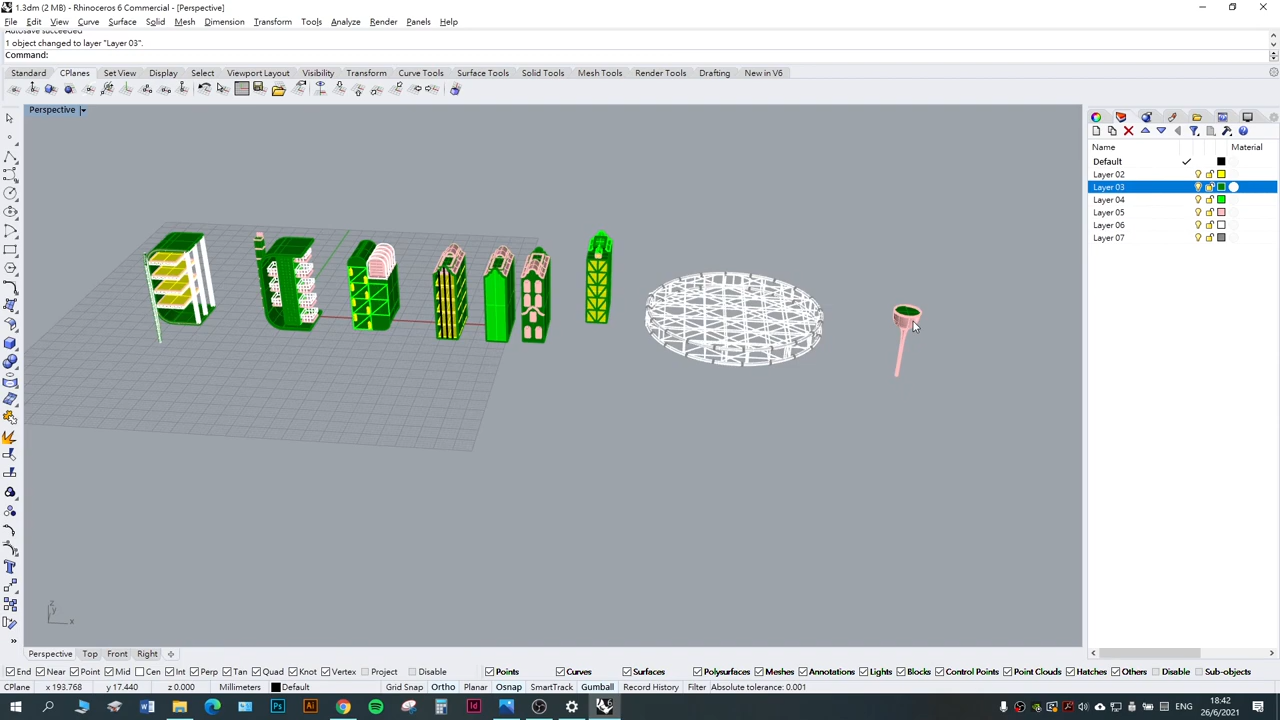 1.3dm (2 MB) - Rhinoceros 6 Commercial - [Perspective]
File Edit View Curve Surface Solid Mesh Dimension Transform Tools Analyze Render Panels Help
Autosave succeeded
1 object changed to layer "Layer 03".
Command:
Standard CPlanes Set View Display Select Viewport Layout Visibility Transform Curve Tools Surface Tools Solid Tools Mesh Tools Render Tools Drafting New in V6
Perspective
Name Material
Default
Layer 02
Layer 03
Layer 04
Layer 05
Layer 06
Layer 07
z
y
x
Perspective Top Front Right
End Near Point Mid Cen Int Perp Tan Quad Knot Vertex Project Disable Points Curves Surfaces Polysurfaces Meshes Annotations Lights Blocks Control Points Point Clouds Hatches Others Disable Sub-objects
CPlane x 193.768 y 17.440 z 0.000 Millimeters Default Grid Snap Ortho Planar Osnap SmartTrack Gumball Record History Filter Absolute tolerance: 0.001
Ps Ai Id ENG 18:42
26/6/2021